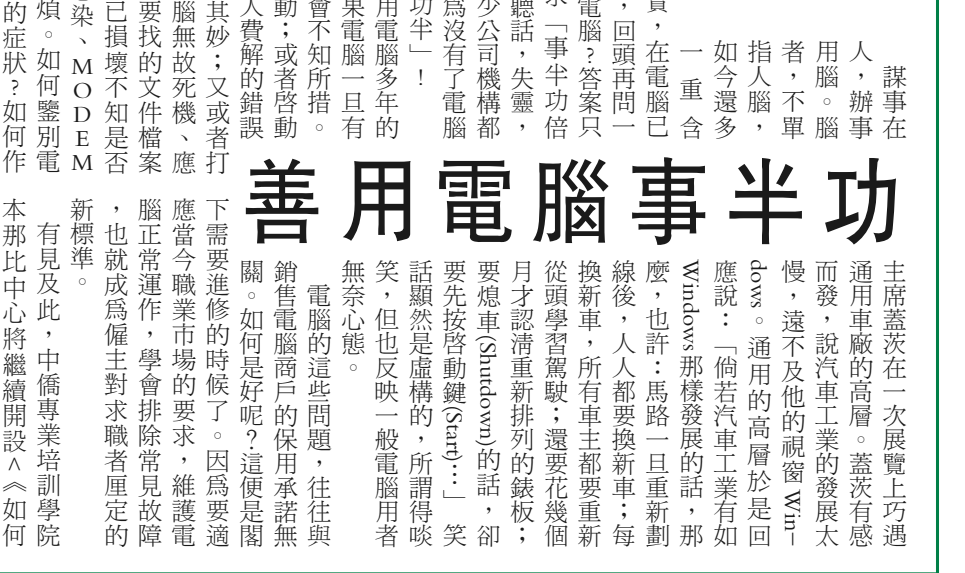 謀事在
人，辦事
用腦。腦
者，不單
指人腦，
如今還多
一重含
，在電腦已
，回頭再問一
電腦？答案只
求「事半功倍
聽話，失靈，
少公司機構都
爲沒有了電腦
功半」！
用電腦多年的
果電腦一旦有
會不知所措。
動；或者啓動
人費解的錯誤
其妙；又或者打
腦無故死機、應
要找的文件檔案
已損壞不知是否
染、MODEM
煩。如何鑒別電
的症狀？如何作
善用電腦事半功
主席蓋茨在一次展覽上巧遇
通用車廠的高層。蓋茨有感
而發，說汽車工業的發展太
慢，遠不及他的視窗 Win-
dows。通用的高層於是回
應說：「倘若汽車工業有如
Windows 那樣發展的話，那
麼，也許：馬路一旦重新劃
線後，人人都要換新車；每
換新車，所有車主都要重新
從頭學習駕駛；還要花幾個
月才認淸重新排列的錶板；
要熄車(Shutdown)的話，卻
要先按啓動鍵(Start)…」笑
話顯然是虛構的，所謂得啖
笑，但也反映一般電腦用者
無奈心態。
電腦的這些問題，往往與
銷售電腦商戶的保用承諾無
關。如何是好呢？這便是閣
下需要進修的時候了。因爲要適
應當今職業市場的要求，維護電
腦正常運作，學會排除常見故障
，也就成爲僱主對求職者厘定的
新標準。
有見及此，中僑專業培訓學院
本那比中心將繼續開設<《如何